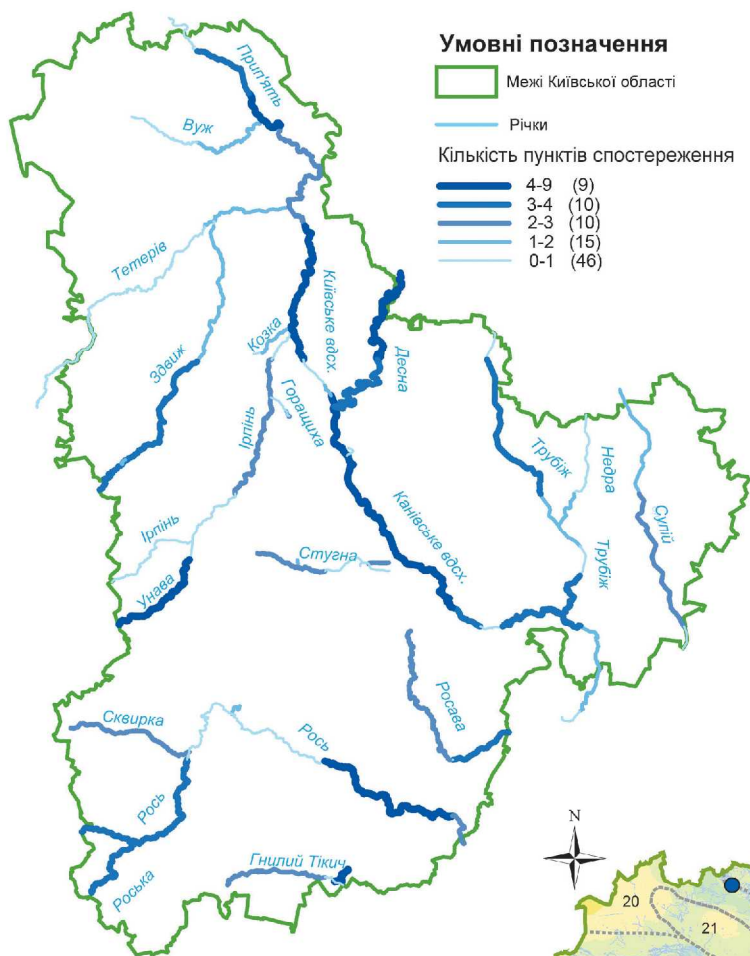 Умовні позначення
Межі Київської області
Річки
Кількість пунктів спостереження
4-9 (9)
3-4 (10)
2-3 (10)
1-2 (15)
0-1 (46)
Прип'ять
Вуж
Тетерів
Здвиж
Козка
Київське вдсх.
Десна
Ірпінь
Горащиха
Трубіж
Недра
Супій
Ірпінь
Унава
Стугна
Канівське вдсх.
Трубіж
Росава
Сквирка
Рось
Рось
Роська
Гнилий Тікич
N
20
21